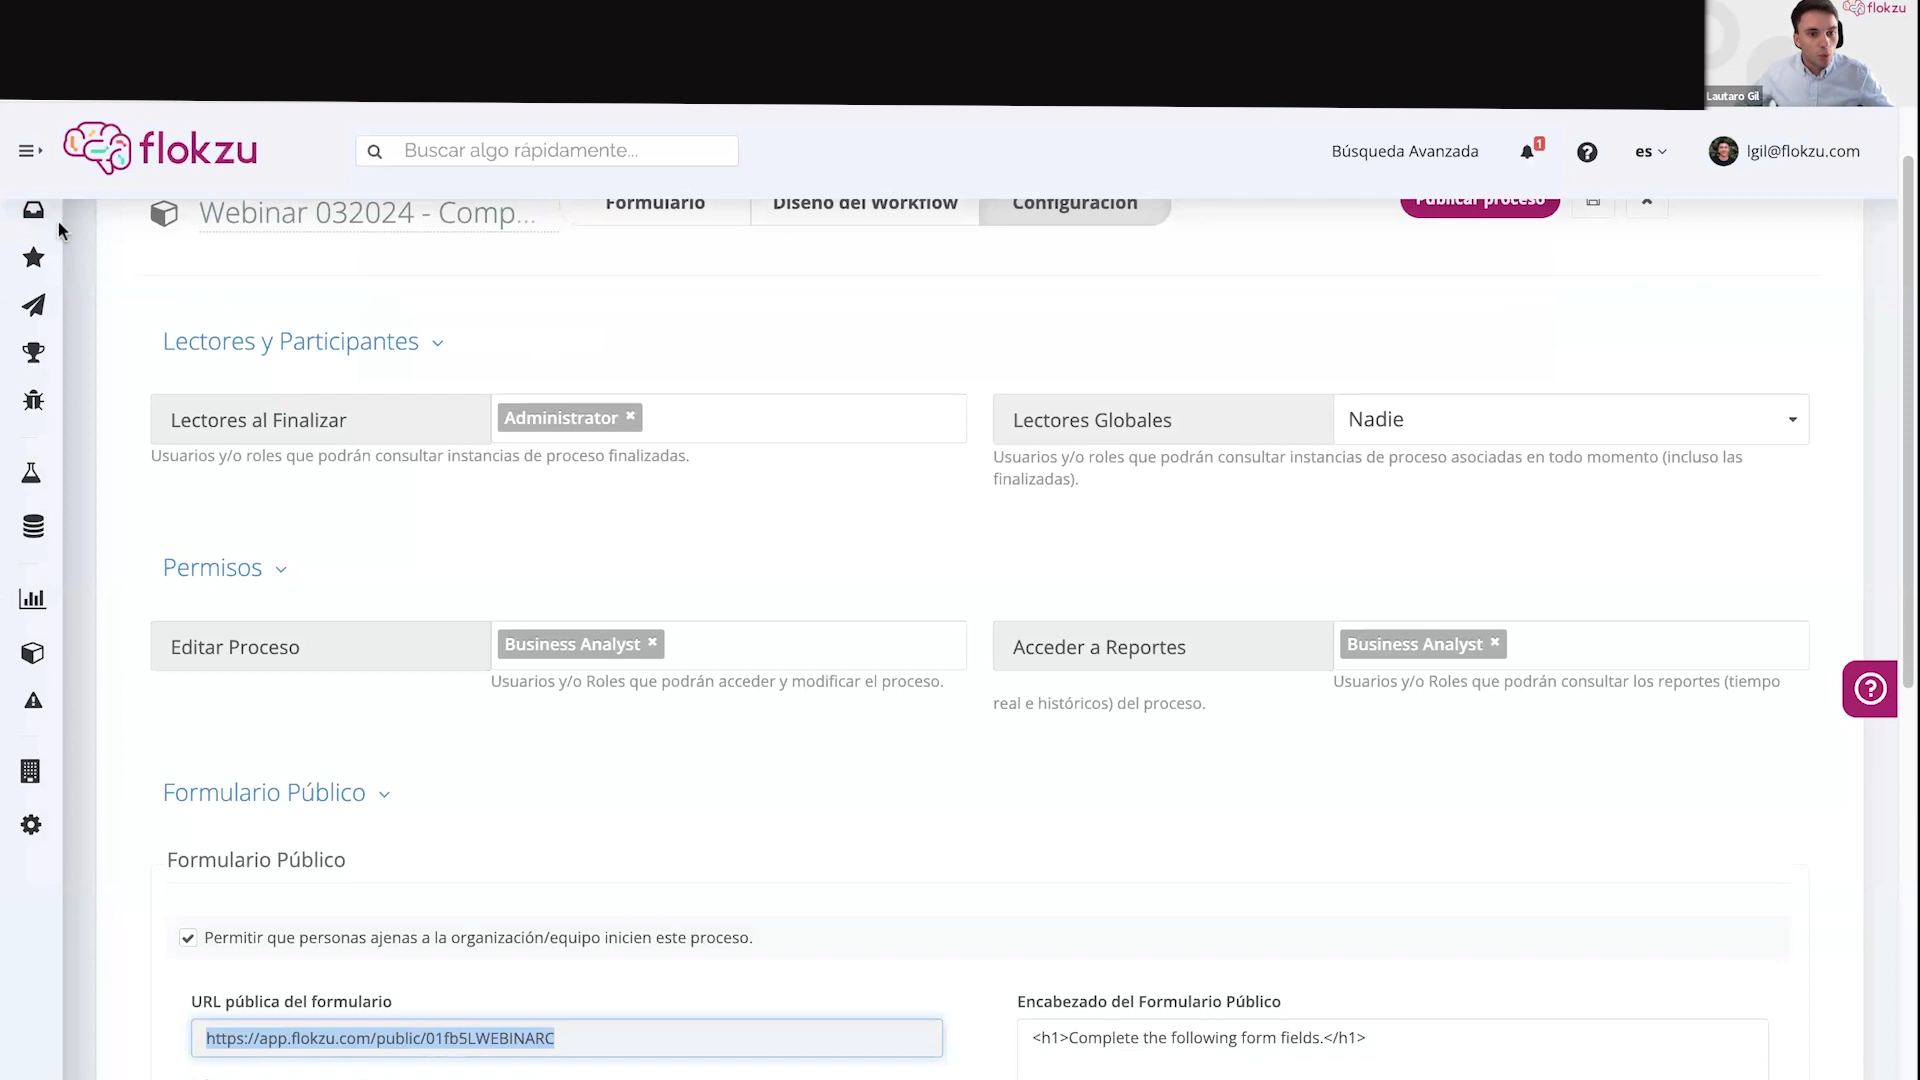 flokzu
Lautaro Gil
flokzu
Buscar algo rápidamente...
Búsqueda Avanzada
1
es
lgil@flokzu.com
Webinar 032024 - Comp...
Formulario
Diseño del Workflow
Configuración
Publicar proceso
Lectores y Participantes
Lectores al Finalizar
Administrator
Lectores Globales
Nadie
Usuarios y/o roles que podrán consultar instancias de proceso finalizadas.
Usuarios y/o roles que podrán consultar instancias de proceso asociadas en todo momento (incluso las
finalizadas).
Permisos
Editar Proceso
Business Analyst
Acceder a Reportes
Business Analyst
Usuarios y/o Roles que podrán acceder y modificar el proceso.
Usuarios y/o Roles que podrán consultar los reportes (tiempo
real e históricos) del proceso.
Formulario Público
Formulario Público
Permitir que personas ajenas a la organización/equipo inicien este proceso.
URL pública del formulario
Encabezado del Formulario Público
https://app.flokzu.com/public/01fb5LWEBINARC
<h1>Complete the following form fields.</h1>